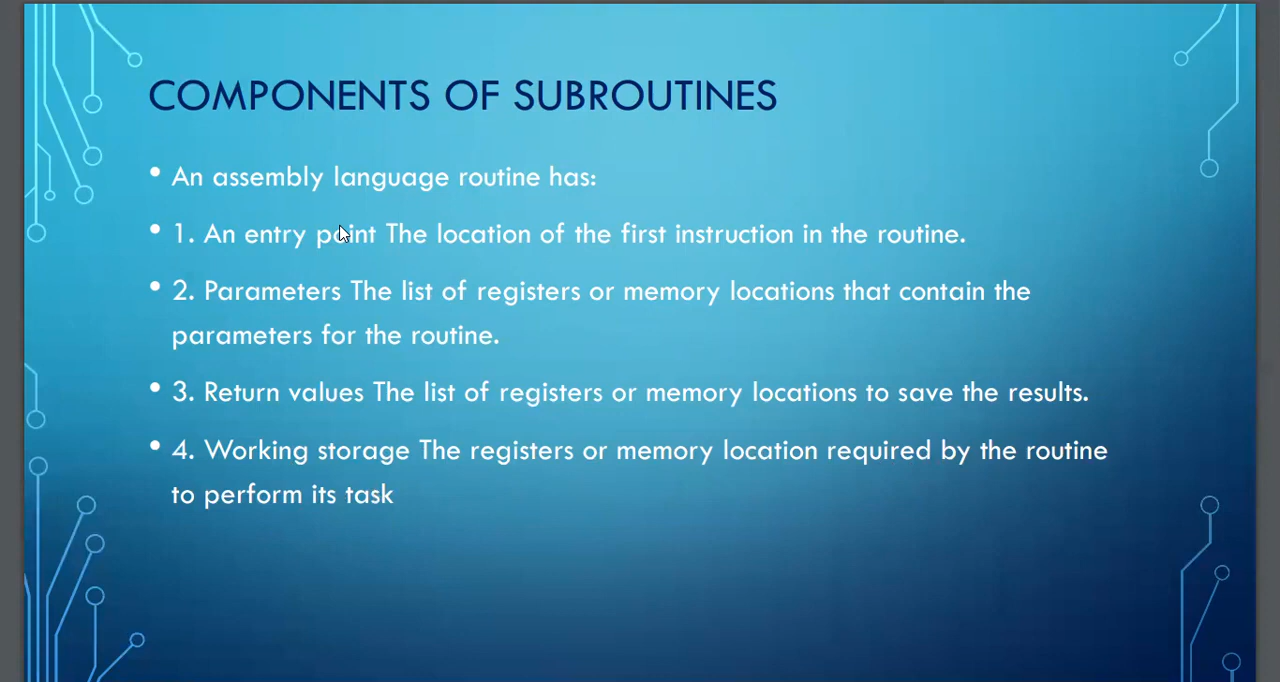 COMPONENTS OF SUBROUTINES
• An assembly language routine has:
• 1. An entry point The location of the first instruction in the routine.
• 2. Parameters The list of registers or memory locations that contain the
parameters for the routine.
• 3. Return values The list of registers or memory locations to save the results.
• 4. Working storage The registers or memory location required by the routine
to perform its task